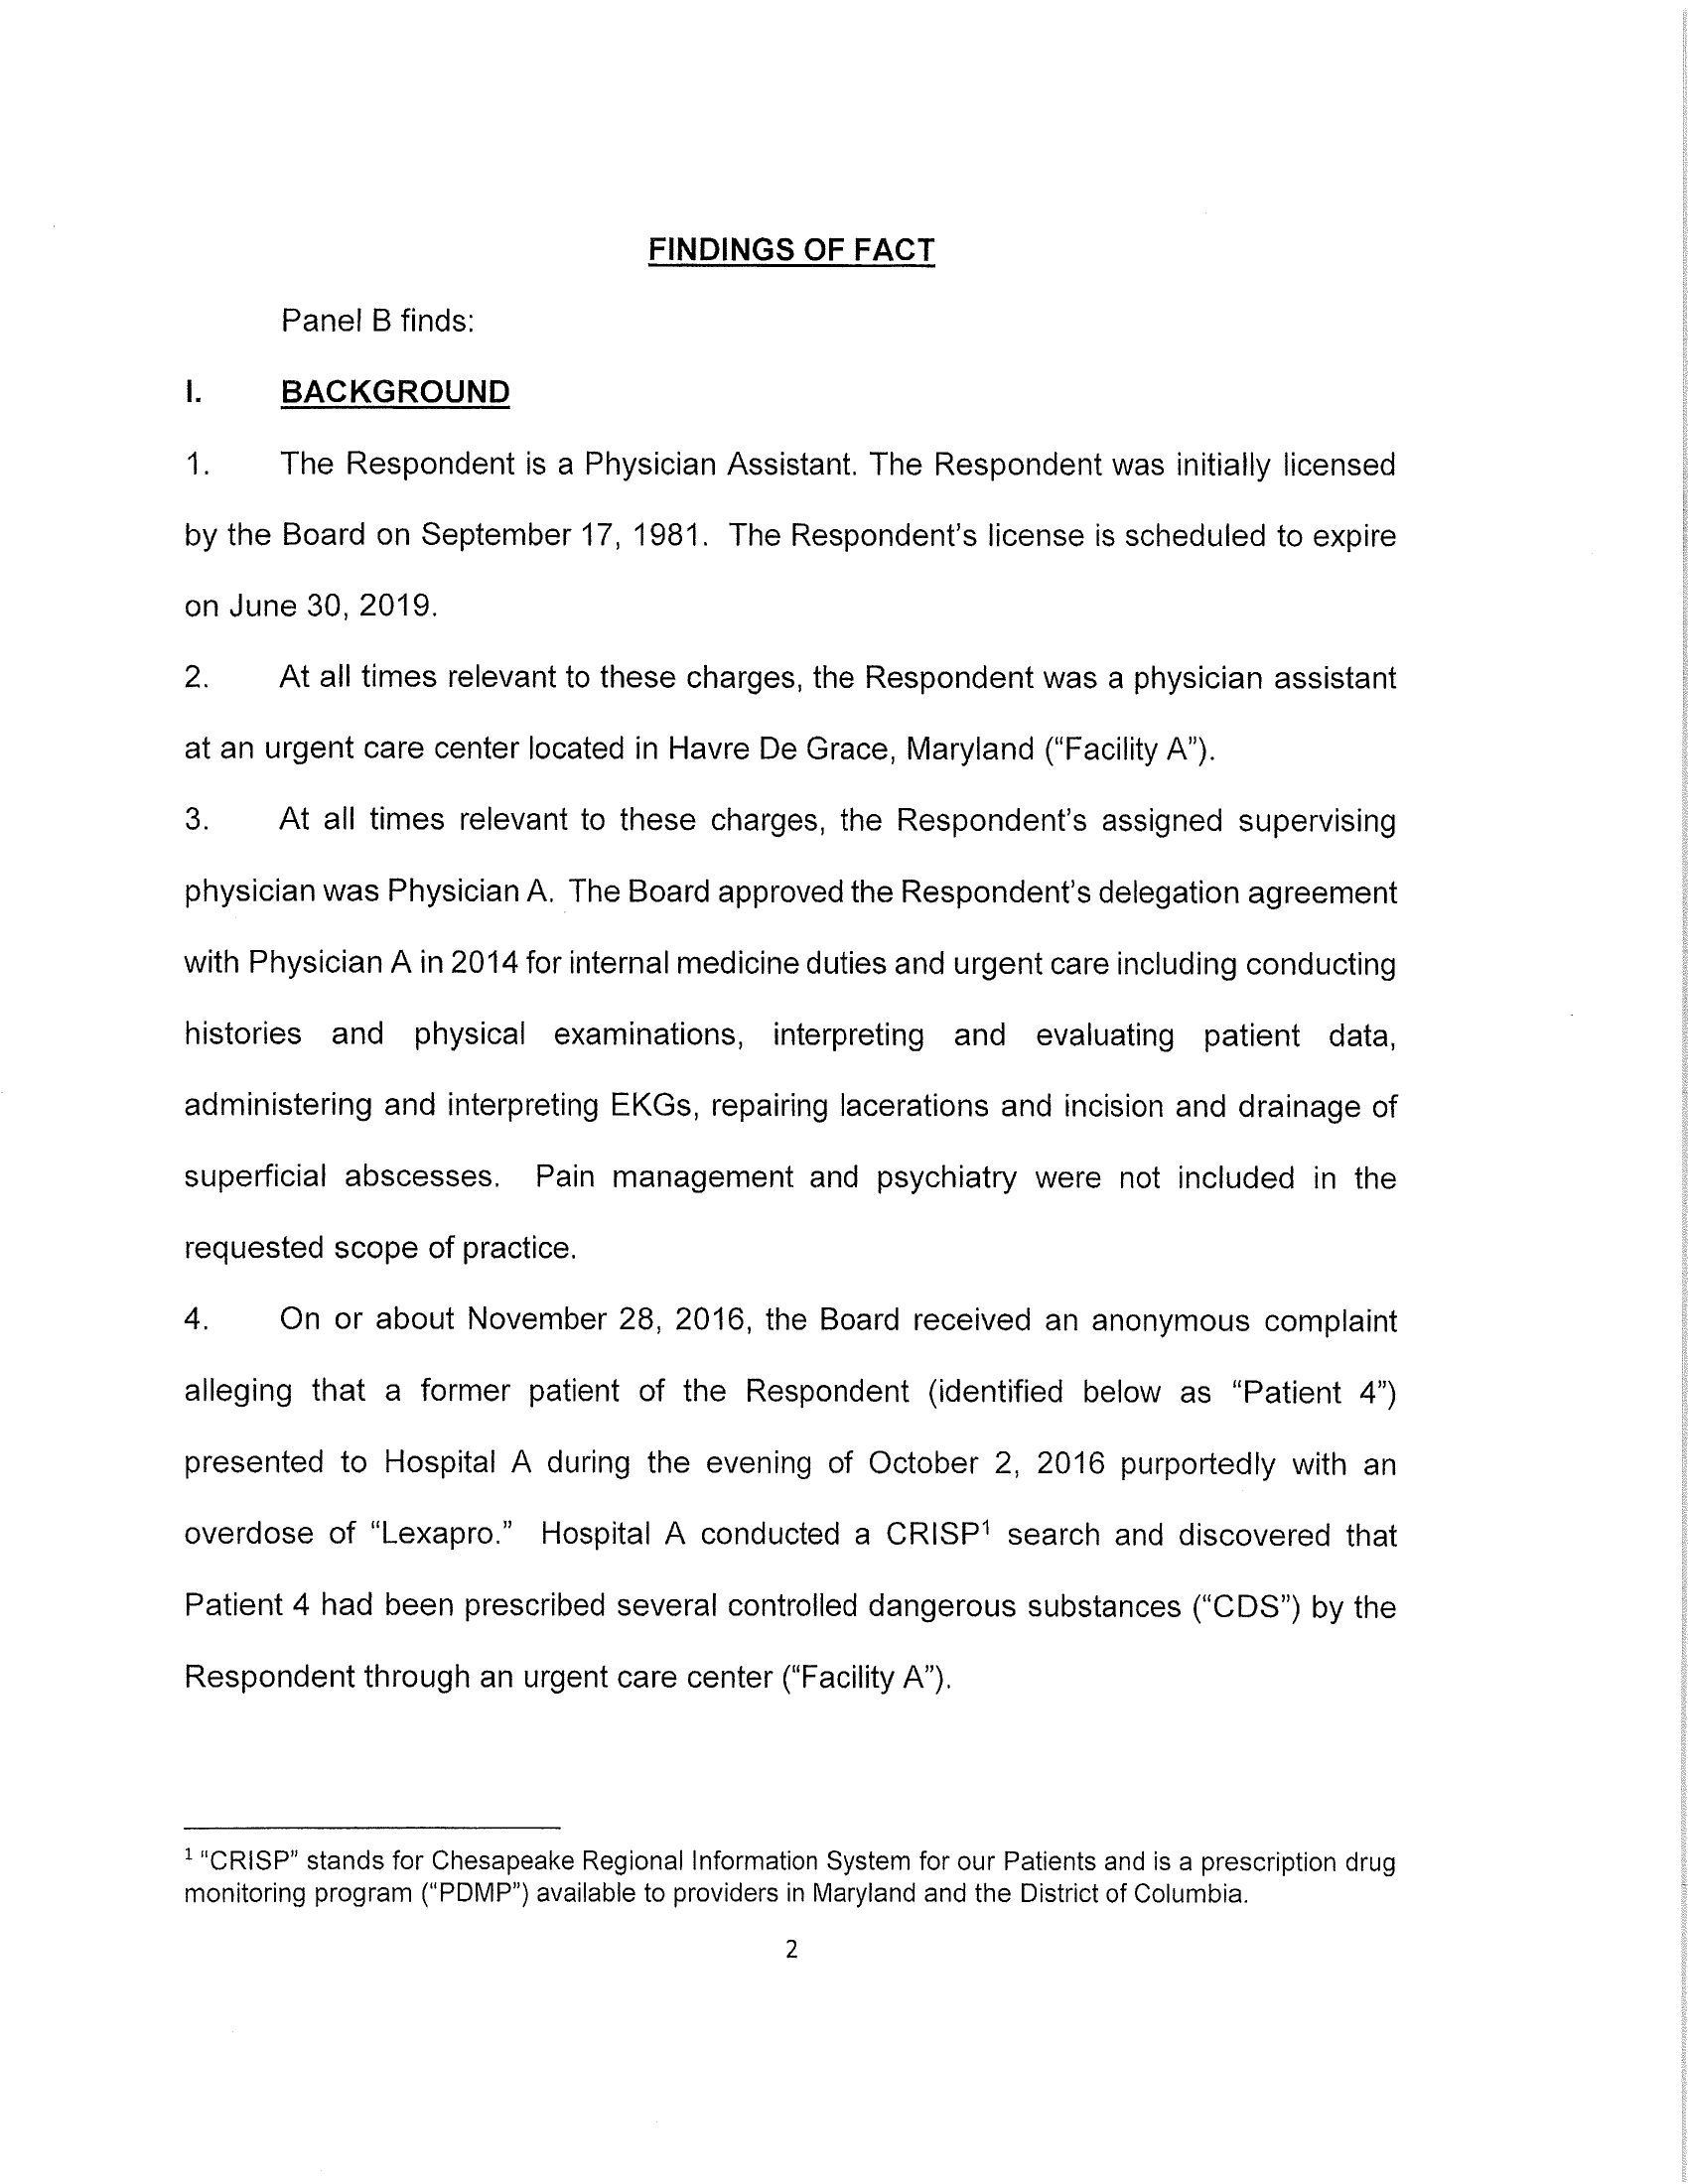 FINDINGS OF FACT
Panel B finds:
I. BACKGROUND
1. The Respondent is a Physician Assistant. The Respondent was initially licensed
by the Board on September 17, 1981. The Respondent's license is scheduled to expire
on June 30, 2019.
2. At all times relevant to these charges, the Respondent was a physician assistant
at an urgent care center located in Havre De Grace, Maryland (“Facility A”).
3. At all times relevant to these charges, the Respondent's assigned supervising
physician was Physician A. The Board approved the Respondent's delegation agreement
with Physician A in 2014 for internal medicine duties and urgent care including conducting
histories and physical examinations, interpreting and evaluating patient data,
administering and interpreting EKGs, repairing lacerations and incision and drainage of
superficial abscesses. Pain management and psychiatry were not included in the
requested scope of practice.
4. On or about November 28, 2016, the Board received an anonymous complaint
alleging that a former patient of the Respondent (identified below as “Patient 4”)
presented to Hospital A during the evening of October 2, 2016 purportedly with an
overdose of “Lexapro.” Hospital A conducted a CRISP¹ search and discovered that
Patient 4 had been prescribed several controlled dangerous substances (“CDS”) by the
Respondent through an urgent care center (“Facility A”).
¹ “CRISP” stands for Chesapeake Regional Information System for our Patients and is a prescription drug
monitoring program (“PDMP”) available to providers in Maryland and the District of Columbia.
2